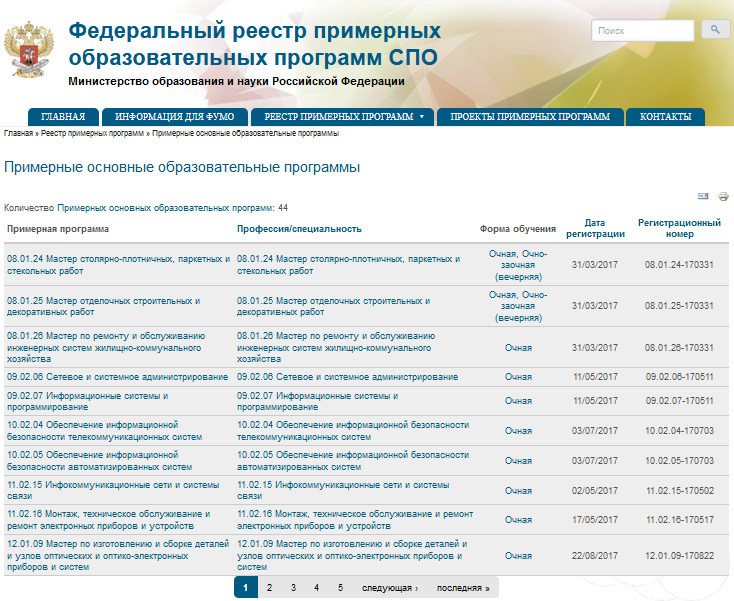 Федеральный реестр примерных
образовательных программ СПО
Министерство образования и науки Российской Федерации
Поиск
ГЛАВНАЯ ИНФОРМАЦИЯ ДЛЯ ФУМО РЕЕСТР ПРИМЕРНЫХ ПРОГРАММ ПРОЕКТЫ ПРИМЕРНЫХ ПРОГРАММ КОНТАКТЫ
Главная » Реестр примерных программ » Примерные основные образовательные программы
Примерные основные образовательные программы
Количество Примерных основных образовательных программ: 44
Примерная программа Профессия/специальность Форма обучения Дата
регистрации Регистрационный
номер
08.01.24 Мастер столярно-плотничных, паркетных и
стекольных работ
08.01.24 Мастер столярно-плотничных, паркетных и
стекольных работ
Очная, Очно-
заочная
(вечерняя)
31/03/2017 08.01.24-170331
08.01.25 Мастер отделочных строительных и
декоративных работ
08.01.25 Мастер отделочных строительных и
декоративных работ
Очная, Очно-
заочная
(вечерняя)
31/03/2017 08.01.25-170331
08.01.26 Мастер по ремонту и обслуживанию
инженерных систем жилищно-коммунального
хозяйства
08.01.26 Мастер по ремонту и обслуживанию
инженерных систем жилищно-коммунального
хозяйства
Очная 31/03/2017 08.01.26-170331
09.02.06 Сетевое и системное администрирование 09.02.06 Сетевое и системное администрирование Очная 11/05/2017 09.02.06-170511
09.02.07 Информационные системы и
программирование
09.02.07 Информационные системы и
программирование
Очная 11/05/2017 09.02.07-170511
10.02.04 Обеспечение информационной
безопасности телекоммуникационных систем
10.02.04 Обеспечение информационной безопасности
телекоммуникационных систем
Очная 03/07/2017 10.02.04-170703
10.02.05 Обеспечение информационной
безопасности автоматизированных систем
10.02.05 Обеспечение информационной безопасности
автоматизированных систем
Очная 03/07/2017 10.02.05-170703
11.02.15 Инфокоммуникационные сети и системы
связи
11.02.15 Инфокоммуникационные сети и системы
связи
Очная 02/05/2017 11.02.15-170502
11.02.16 Монтаж, техническое обслуживание и
ремонт электронных приборов и устройств
11.02.16 Монтаж, техническое обслуживание и ремонт
электронных приборов и устройств
Очная 17/05/2017 11.02.16-170517
12.01.09 Мастер по изготовлению и сборке деталей
и узлов оптических и оптико-электронных
приборов и систем
12.01.09 Мастер по изготовлению и сборке деталей и
узлов оптических и оптико-электронных приборов и
систем
Очная 22/08/2017 12.01.09-170822
1 2 3 4 5 следующая › последняя »